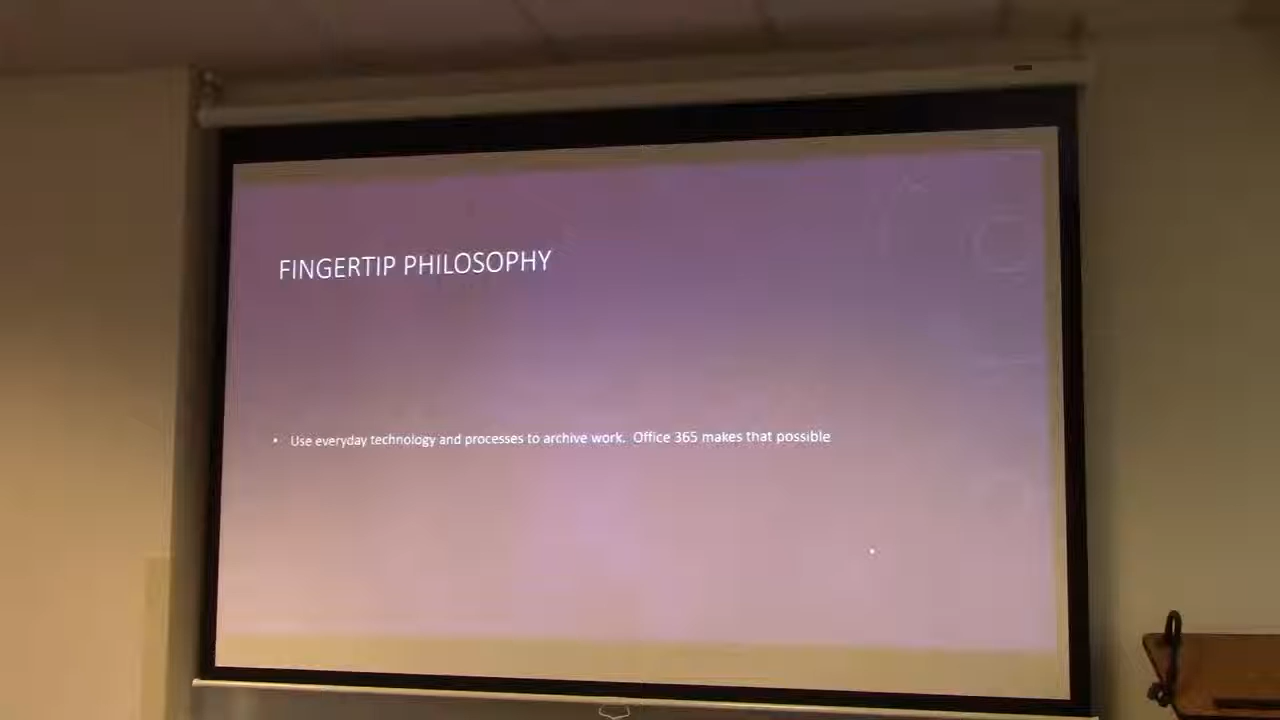 FINGERTIP PHILOSOPHY
• Use everyday technology and processes to archive work. Office 365 makes that possible